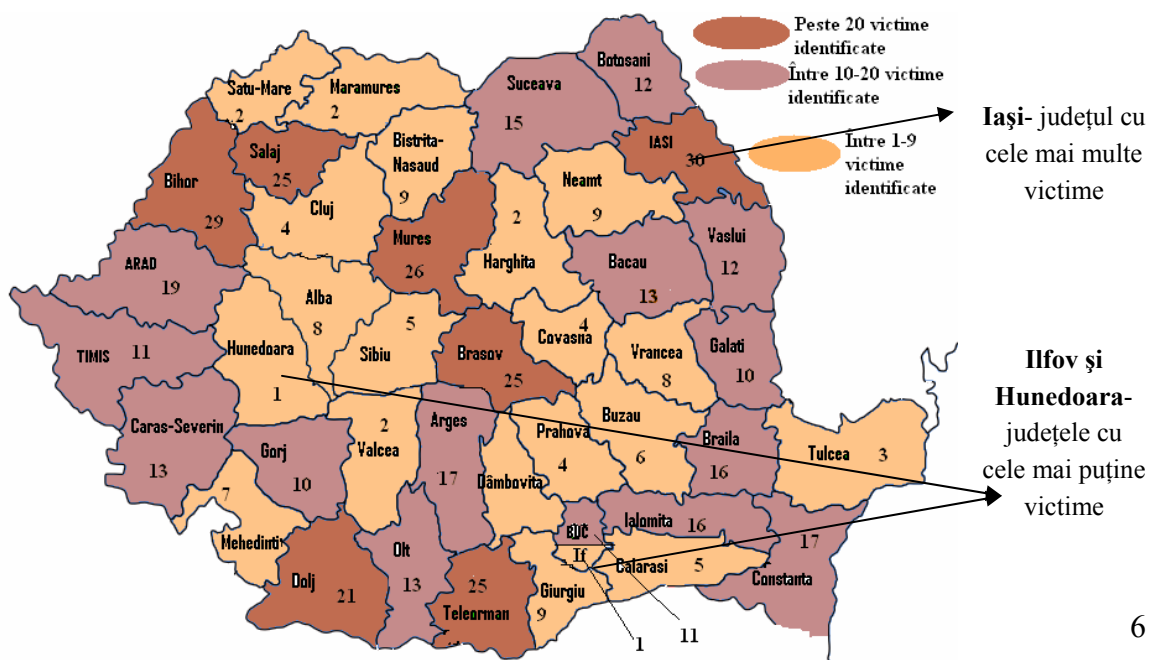 Peste 20 victime
identificate
Între 10-20 victime
identificate
Între 1-9
victime
identificate
Satu-Mare
2
Maramures
2
Suceava
15
Botosani
12
IASI
30
Iaşi- județul cu
cele mai multe
victime
Salaj
25
Bistrita-
Nasaud
9
Bihor
29
Cluj
4
Mures
26
Harghita
2
Neamt
9
Bacau
13
Vaslui
12
ARAD
19
Alba
8
Sibiu
5
Brasov
25
Covasna
4
Vrancea
8
Galati
10
TIMIS
11
Hunedoara
1
Ilfov şi
Hunedoara-
județele cu
cele mai puține
victime
Caras-Severin
13
Gorj
10
Valcea
2
Arges
17
Dâmbovita
Prahova
4
Buzau
6
Braila
16
Tulcea
3
7
Mehedinti
Dolj
21
Olt
13
Teleorman
25
Giurgiu
9
BUC
If
Ialomita
16
Calarasi
5
Constanta
17
1
11
6